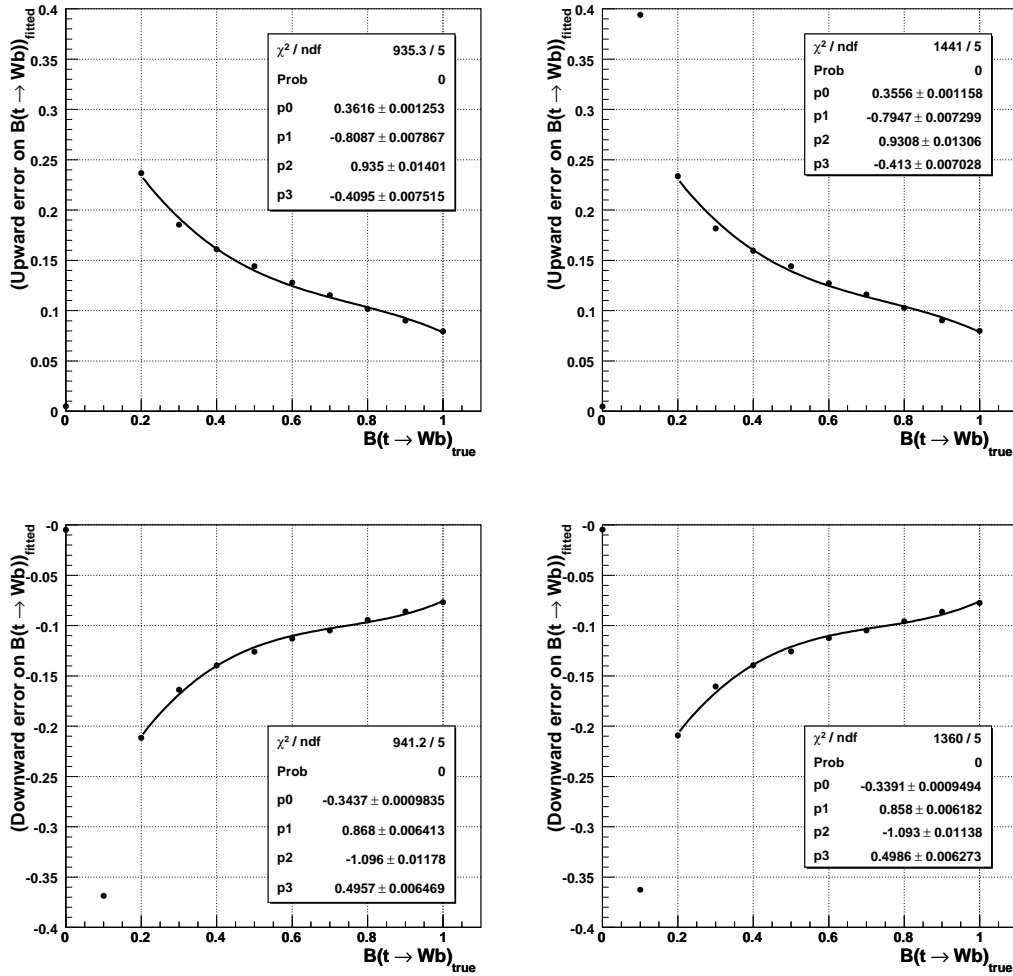 (Upward error on B(t → Wb))fitted
0.4
0.35
0.3
0.25
0.2
0.15
0.1
0.05
0
χ² / ndf 935.3 / 5
Prob 0
p0 0.3616 ± 0.001253
p1 -0.8087 ± 0.007867
p2 0.935 ± 0.01401
p3 -0.4095 ± 0.007515
0 0.2 0.4 0.6 0.8 1
B(t → Wb)true
(Upward error on B(t → Wb))fitted
0.4
0.35
0.3
0.25
0.2
0.15
0.1
0.05
0
χ² / ndf 1441 / 5
Prob 0
p0 0.3556 ± 0.001158
p1 -0.7947 ± 0.007299
p2 0.9308 ± 0.01306
p3 -0.413 ± 0.007028
0 0.2 0.4 0.6 0.8 1
B(t → Wb)true
(Downward error on B(t → Wb))fitted
-0
-0.05
-0.1
-0.15
-0.2
-0.25
-0.3
-0.35
-0.4
χ² / ndf 941.2 / 5
Prob 0
p0 -0.3437 ± 0.0009835
p1 0.868 ± 0.006413
p2 -1.096 ± 0.01178
p3 0.4957 ± 0.006469
0 0.2 0.4 0.6 0.8 1
B(t → Wb)true
(Downward error on B(t → Wb))fitted
-0
-0.05
-0.1
-0.15
-0.2
-0.25
-0.3
-0.35
-0.4
χ² / ndf 1360 / 5
Prob 0
p0 -0.3391 ± 0.0009494
p1 0.858 ± 0.006182
p2 -1.093 ± 0.01138
p3 0.4986 ± 0.006273
0 0.2 0.4 0.6 0.8 1
B(t → Wb)true